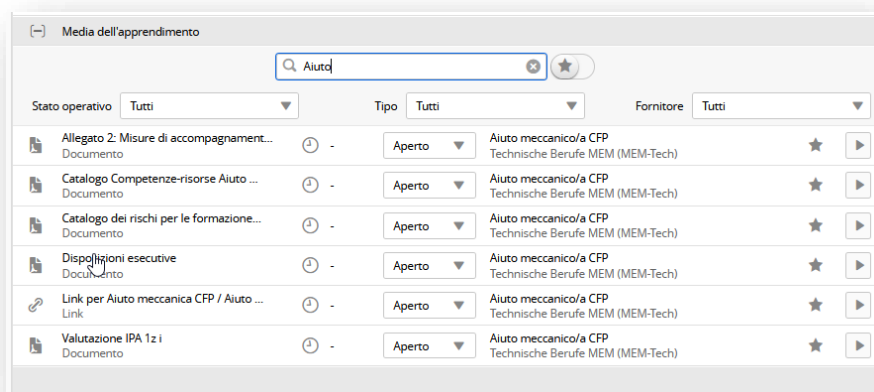 [−] Media dell'apprendimento
Aiuto
Stato operativo Tutti Tipo Tutti Fornitore Tutti
Allegato 2: Misure di accompagnament... - Aperto Aiuto meccanico/a CFP
Documento Technische Berufe MEM (MEM-Tech)
Catalogo Competenze-risorse Aiuto ... - Aperto Aiuto meccanico/a CFP
Documento Technische Berufe MEM (MEM-Tech)
Catalogo dei rischi per le formazione... - Aperto Aiuto meccanico/a CFP
Documento Technische Berufe MEM (MEM-Tech)
Disposizioni esecutive - Aperto Aiuto meccanico/a CFP
Documento Technische Berufe MEM (MEM-Tech)
Link per Aiuto meccanica CFP / Aiuto ... - Aperto Aiuto meccanico/a CFP
Link Technische Berufe MEM (MEM-Tech)
Valutazione IPA 1z i - Aperto Aiuto meccanico/a CFP
Documento Technische Berufe MEM (MEM-Tech)